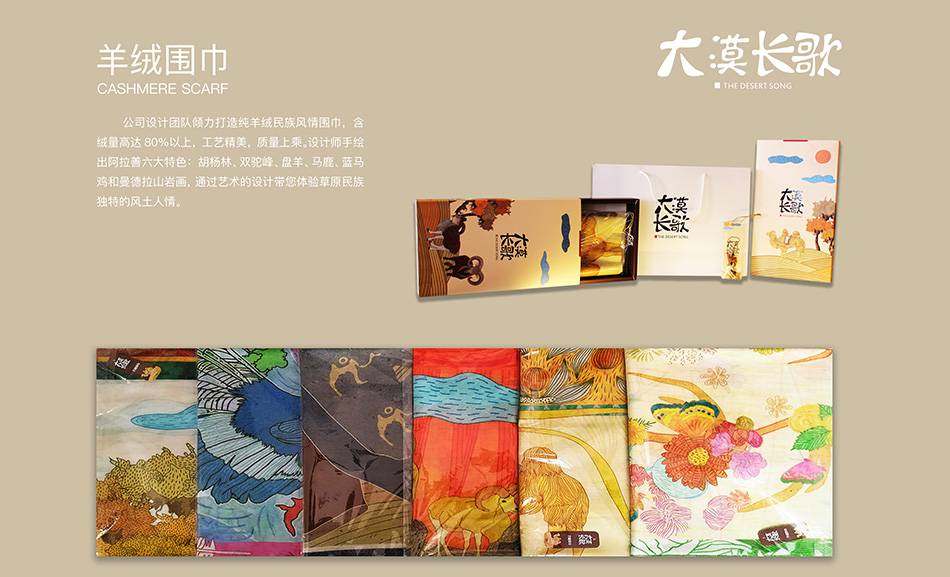 羊绒围巾
CASHMERE SCARF
大漠长歌
THE DESERT SONG
公司设计团队倾力打造纯羊绒民族风情围巾，含
绒量高达 80%以上，工艺精美，质量上乘。设计师手绘
出阿拉善六大特色：胡杨林、双驼峰、盘羊、马鹿、蓝马
鸡和曼德拉山岩画，通过艺术的设计带您体验草原民族
独特的风土人情。
大漠
长歌
大漠
长歌
THE DESERT SONG
大漠
长歌